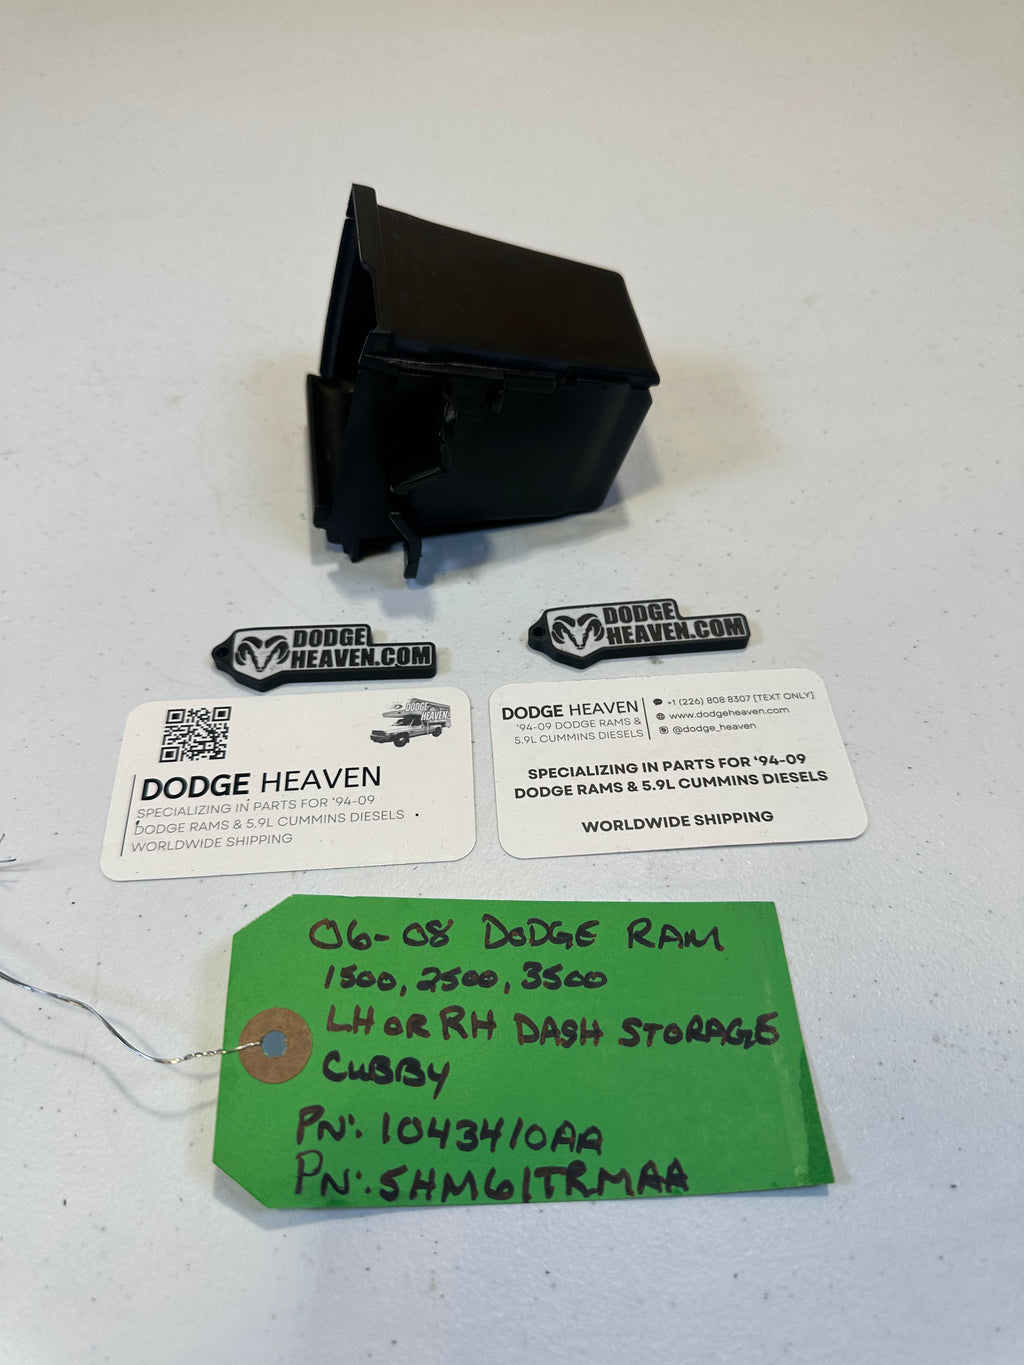 DODGE
HEAVEN.COM
DODGE
HEAVEN.COM
DODGE
HEAVEN
DODGE HEAVEN
SPECIALIZING IN PARTS FOR '94-09
DODGE RAMS & 5.9L CUMMINS DIESELS
WORLDWIDE SHIPPING
DODGE HEAVEN
'94-09 DODGE RAMS &
5.9L CUMMINS DIESELS
+1 (226) 808 8307 [TEXT ONLY]
www.dodgeheaven.com
@dodge_heaven
SPECIALIZING IN PARTS FOR '94-09
DODGE RAMS & 5.9L CUMMINS DIESELS
WORLDWIDE SHIPPING
06-08 DODGE RAM
1500, 2500, 3500
LH OR RH DASH STORAGE
CUBBY
PN: 1043410AA
PN: 5HM61TRMAA